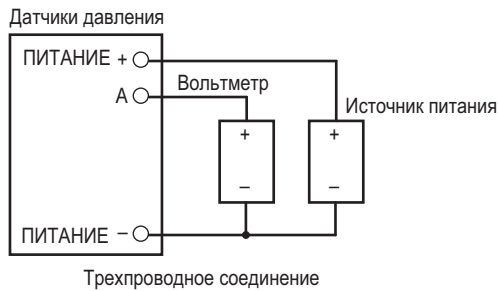 Датчики давления
ПИТАНИЕ +
Вольтметр
A
Источник питания
+ +
– –
ПИТАНИЕ –
Трехпроводное соединение